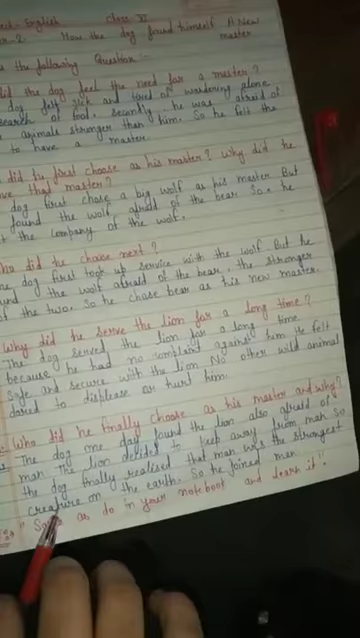 English Class VI
2. How the dog found himself A New
master
the following Question :-
did the dog feel the need for a master?
dog felt sick and tired of wandering alone
search of food. Secondly, he was afraid of
animals stronger than him. So he felt the
to have a master.
did he first choose as his master? Why did he
that master?
dog first chose a big wolf as his master But
found the wolf afraid of the bear. So, he
the company of the wolf.
did he choose next?
dog first took up service with the wolf. But he
the wolf afraid of the bear, the stronger
of the two. So he chose bear as his new master.
Why did he serve the lion for a long time?
The dog served the lion for a long time
because he had no complaint against him. He felt
safe and secure with the lion No other wild animal
dared to displease or hurt him.
Who did he finally choose as his master and why?
The dog one day found the lion also afraid of
man The lion decided to keep away from man So
the dog finally realised that man was the strongest
creature on the earth. So he joined man.
as do in your notebook and learn it"